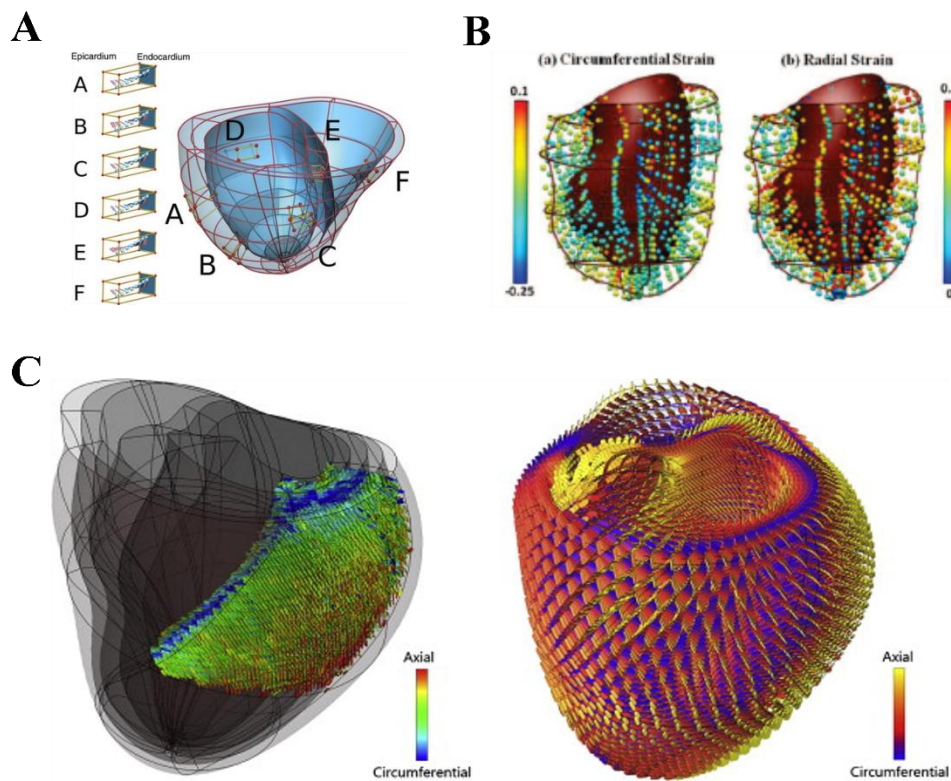 A
Epicardium Endocardium
A
B
C
D
E
F
D
E
F
A
B
C
B
(a) Circumferential Strain
(b) Radial Strain
0.1
-0.25
C
Axial
Circumferential
Axial
Circumferential